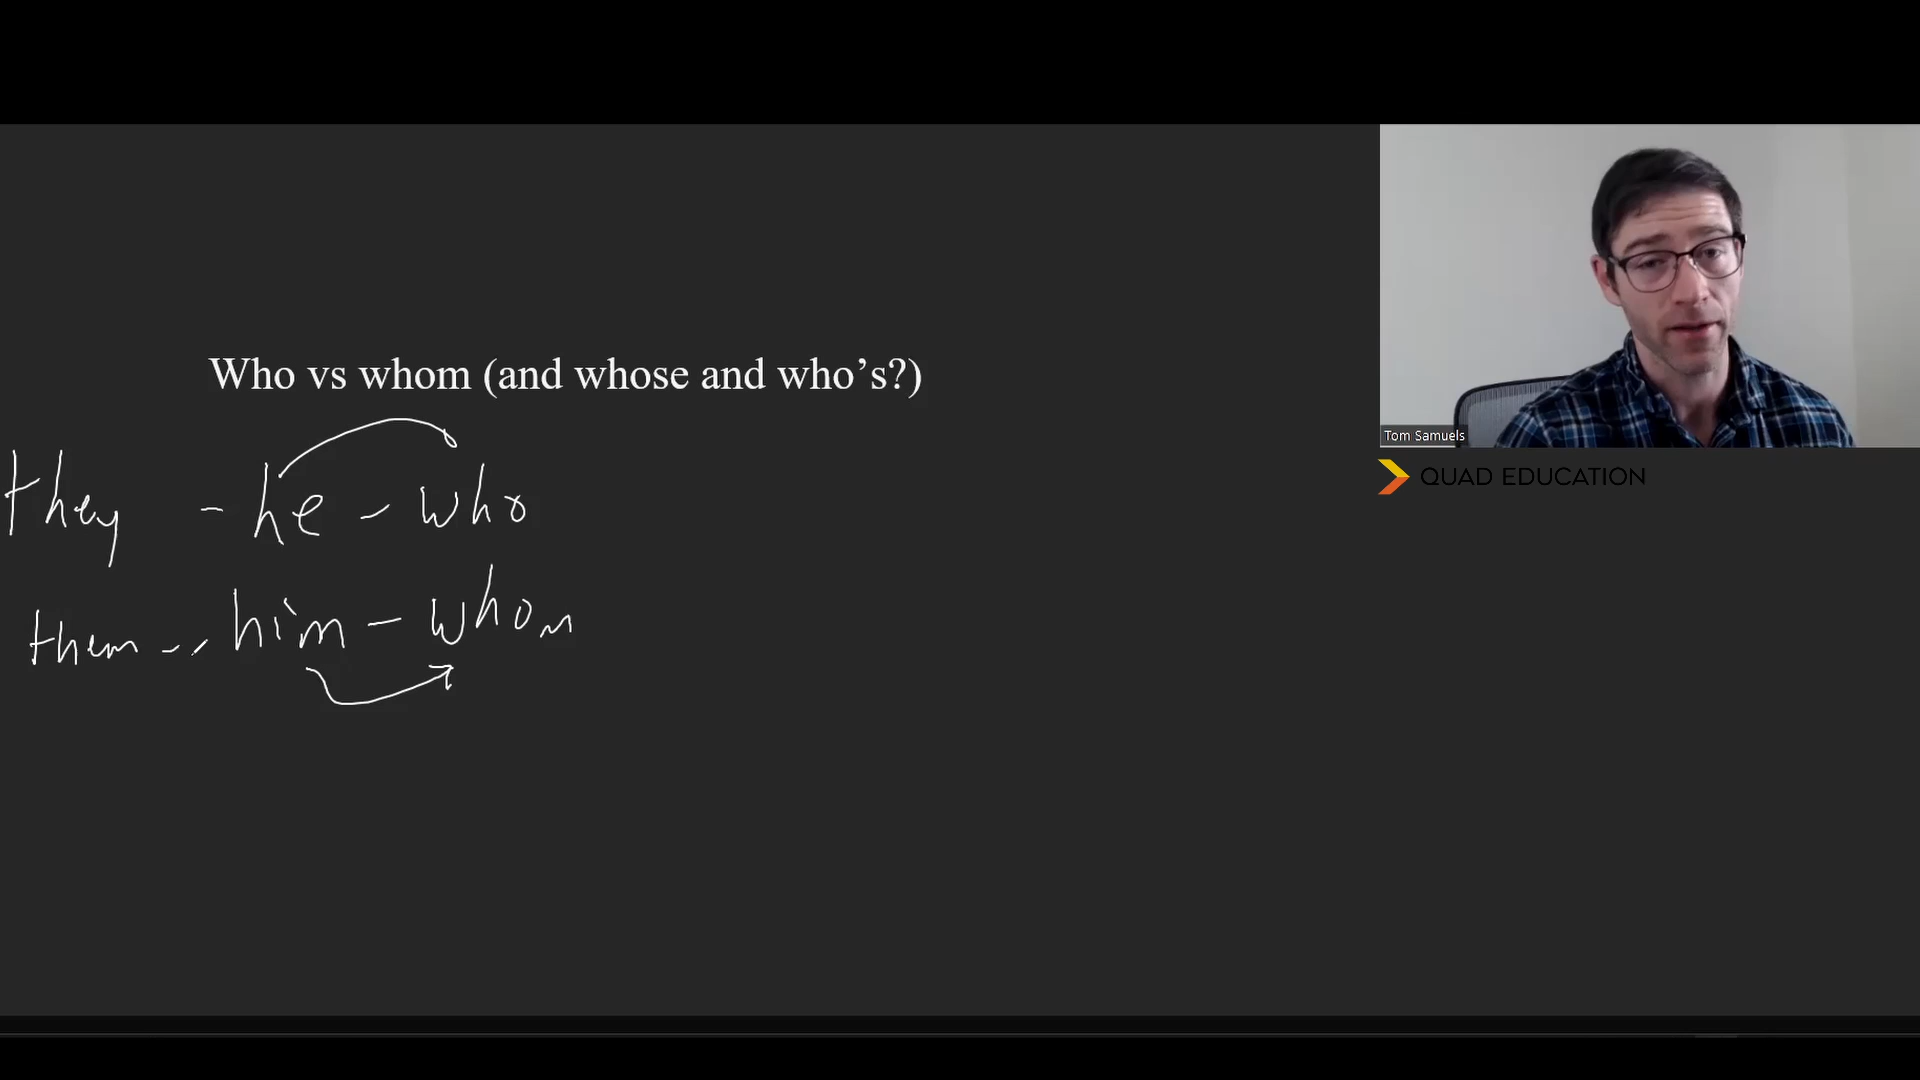 Who vs whom (and whose and who’s?)
they - he - who
them -- him - whom
Tom Samuels
QUAD EDUCATION